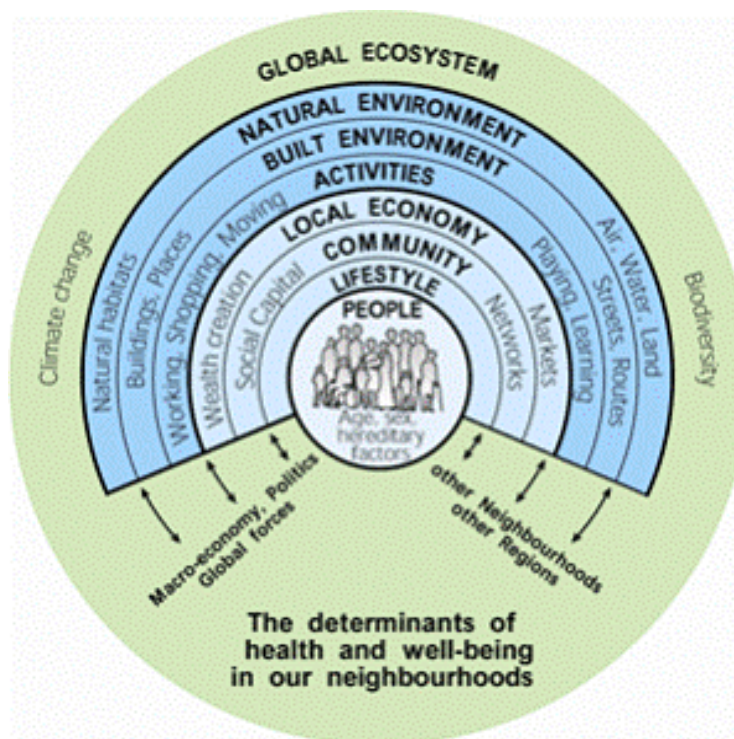 GLOBAL ECOSYSTEM
NATURAL ENVIRONMENT
BUILT ENVIRONMENT
ACTIVITIES
LOCAL ECONOMY
COMMUNITY
LIFESTYLE
PEOPLE
Age, sex,
hereditary
factors
Climate change
Natural habitats
Buildings, Places
Working, Shopping, Moving
Wealth creation
Social Capital
Networks
Markets
Playing, Learning
Streets, Routes
Air, Water, Land
Biodiversity
Macro-economy, Politics
Global forces
other Neighbourhoods
other Regions
The determinants of
health and well-being
in our neighbourhoods